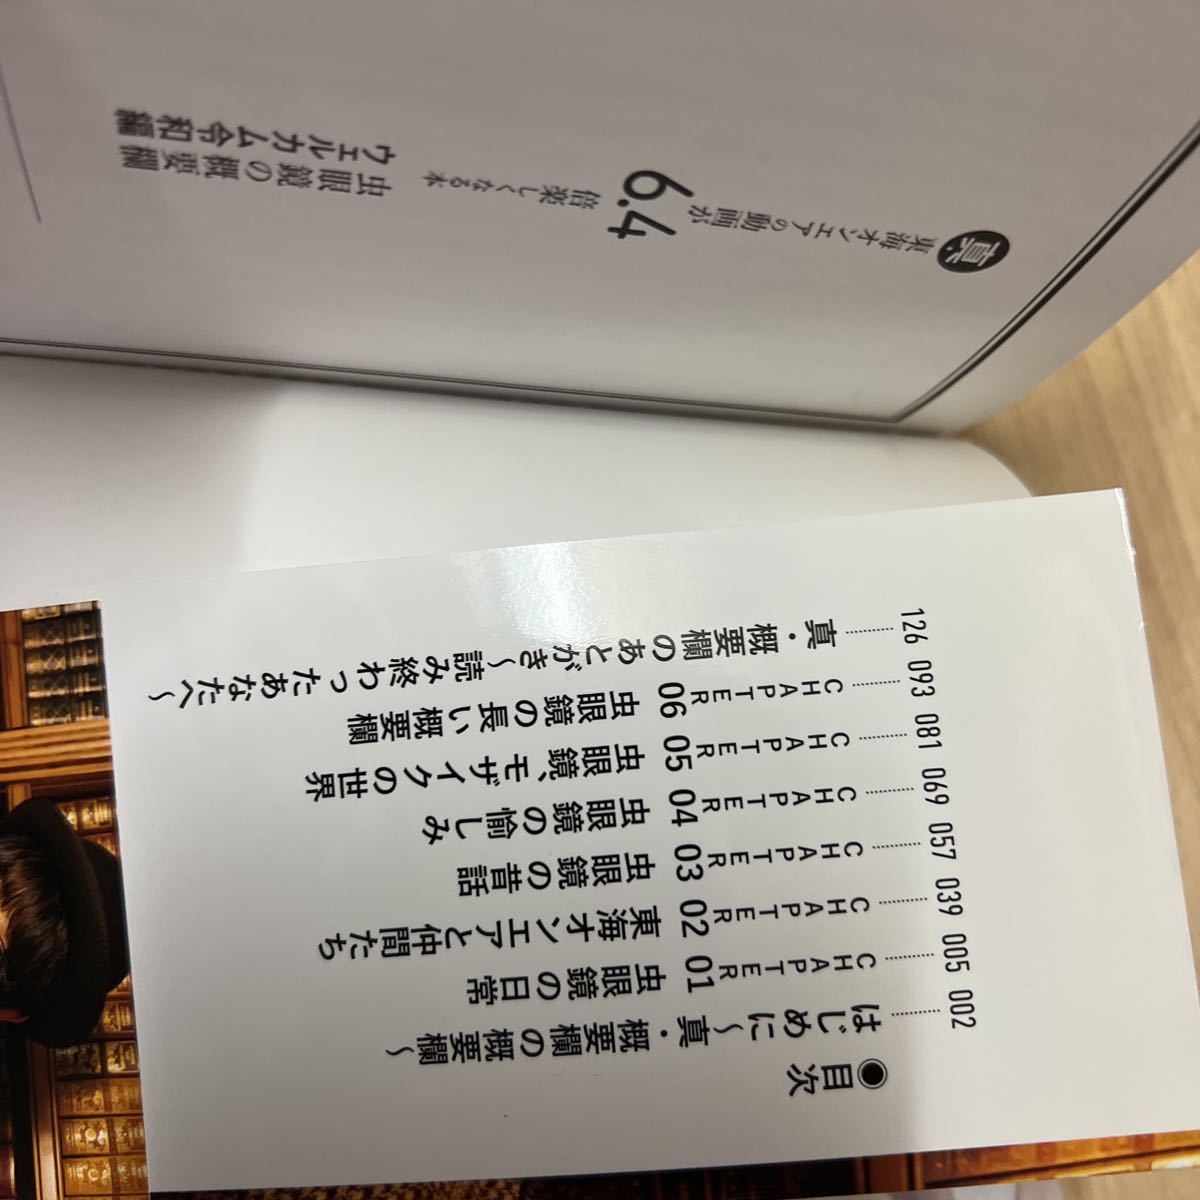 真・東海オンエアの動画が
6.4
倍楽しくなる本
虫眼鏡の概要欄
ウェルカム令和編
●目次
はじめに〜真・概要欄の概要欄〜 ……… 002
CHAPTER 01 虫眼鏡の日常 ……… 005
CHAPTER 02 東海オンエアと仲間たち ……… 039
CHAPTER 03 虫眼鏡の昔話 ……… 057
CHAPTER 04 虫眼鏡の愉しみ ……… 069
CHAPTER 05 虫眼鏡、モザイクの世界 ……… 081
CHAPTER 06 虫眼鏡の長い概要欄 ……… 093
真・概要欄のあとがき〜読み終わったあなたへ〜 ……… 126